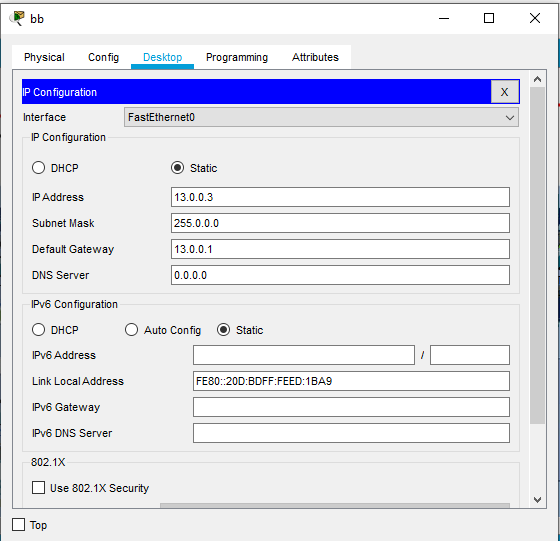 bb
Physical Config Desktop Programming Attributes
IP Configuration X
Interface FastEthernet0
IP Configuration
DHCP Static
IP Address 13.0.0.3
Subnet Mask 255.0.0.0
Default Gateway 13.0.0.1
DNS Server 0.0.0.0
IPv6 Configuration
DHCP Auto Config Static
IPv6 Address /
Link Local Address FE80::20D:BDFF:FEED:1BA9
IPv6 Gateway
IPv6 DNS Server
802.1X
Use 802.1X Security
Top